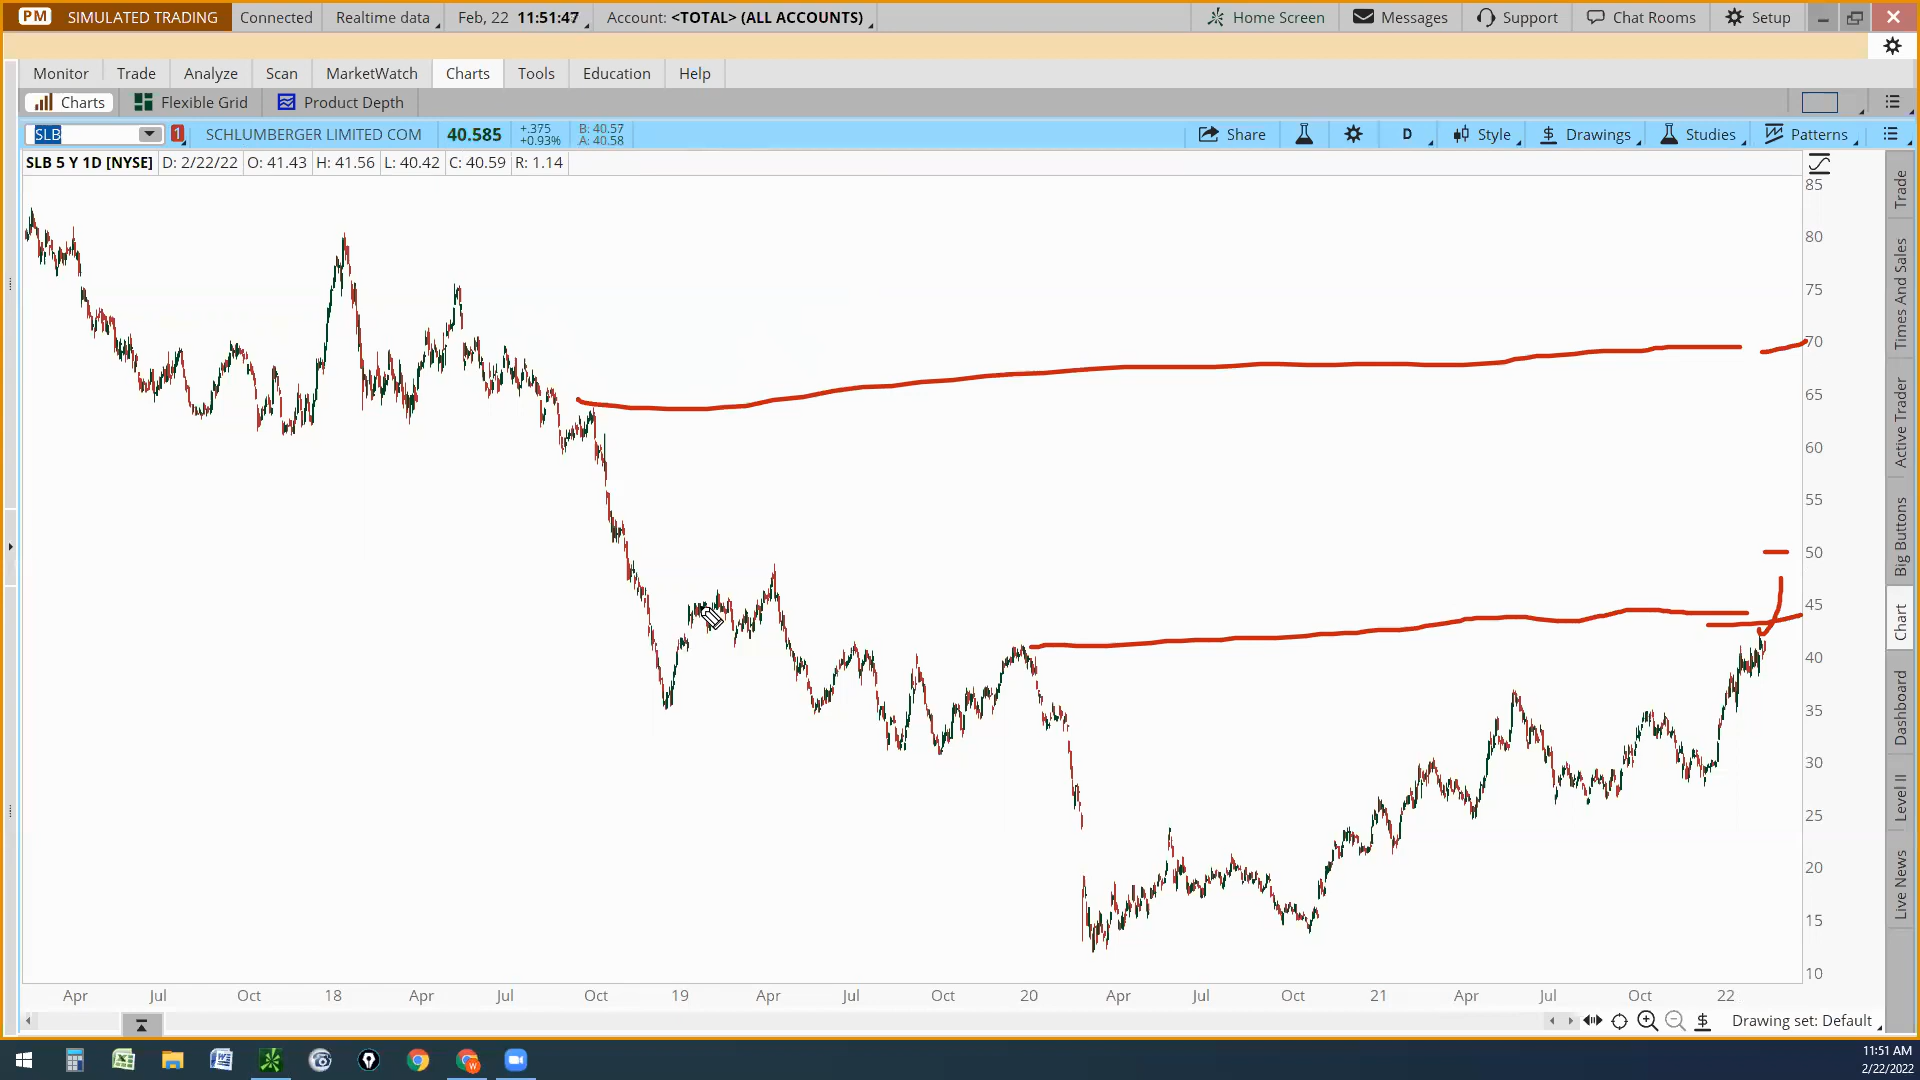 PM SIMULATED TRADING Connected Realtime data Feb, 22 11:51:47 Account: <TOTAL> (ALL ACCOUNTS) Home Screen Messages Support Chat Rooms Setup
Monitor Trade Analyze Scan MarketWatch Charts Tools Education Help
Charts Flexible Grid Product Depth
SLB 1 SCHLUMBERGER LIMITED COM 40.585 +.375 +0.93% B: 40.57 A: 40.58 Share D Style $ Drawings Studies Patterns
SLB 5 Y 1D [NYSE] D: 2/22/22 O: 41.43 H: 41.56 L: 40.42 C: 40.59 R: 1.14
85
80
75
70
65
60
55
50
45
40
35
30
25
20
15
10
Apr Jul Oct 18 Apr Jul Oct 19 Apr Jul Oct 20 Apr Jul Oct 21 Apr Jul Oct 22
$ Drawing set: Default
Trade
Times And Sales
Active Trader
Big Buttons
Chart
Dashboard
Level II
Live News
11:51 AM
2/22/2022